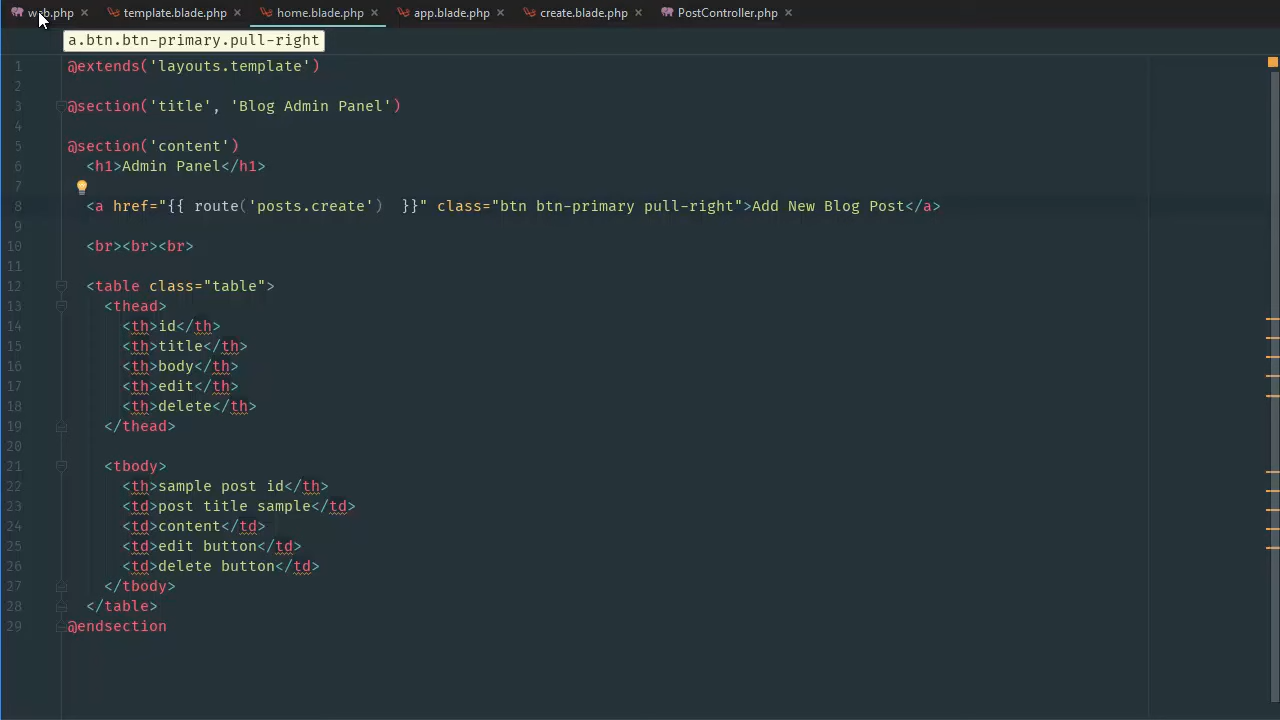 web.php template.blade.php home.blade.php app.blade.php create.blade.php PostController.php
a.btn.btn-primary.pull-right
1 @extends('layouts.template')
2
3 @section('title', 'Blog Admin Panel')
4
5 @section('content')
6 <h1>Admin Panel</h1>
7
8 <a href="{{ route('posts.create')  }}" class="btn btn-primary pull-right">Add New Blog Post</a>
9
10 <br><br><br>
11
12 <table class="table">
13 <thead>
14 <th>id</th>
15 <th>title</th>
16 <th>body</th>
17 <th>edit</th>
18 <th>delete</th>
19 </thead>
20
21 <tbody>
22 <th>sample post id</th>
23 <td>post title sample</td>
24 <td>content</td>
25 <td>edit button</td>
26 <td>delete button</td>
27 </tbody>
28 </table>
29 @endsection